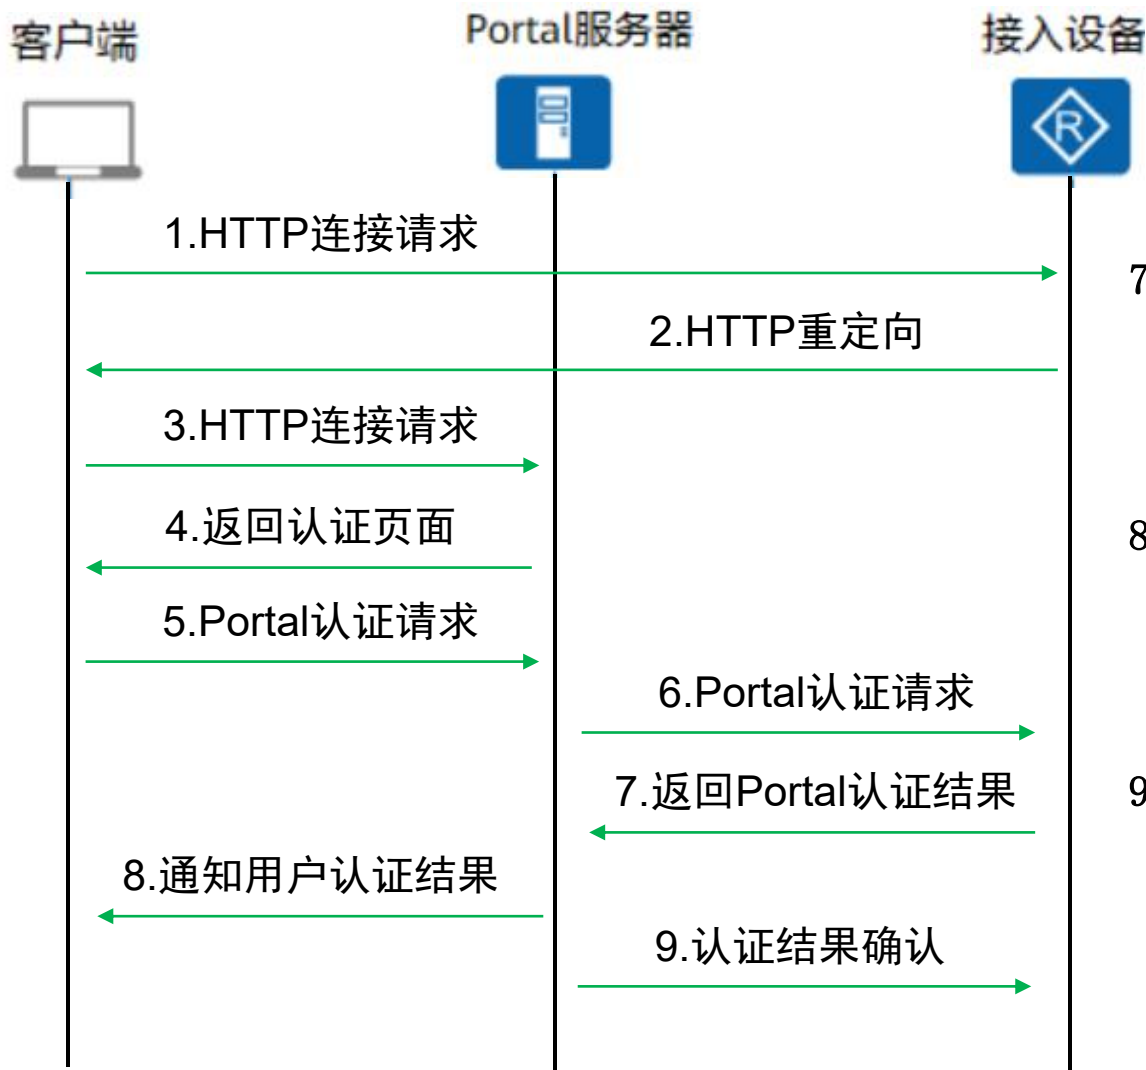 客户端
Portal服务器
接入设备
R
1.HTTP连接请求
7
2.HTTP重定向
3.HTTP连接请求
4.返回认证页面
8
5.Portal认证请求
6.Portal认证请求
7.返回Portal认证结果
9
8.通知用户认证结果
9.认证结果确认